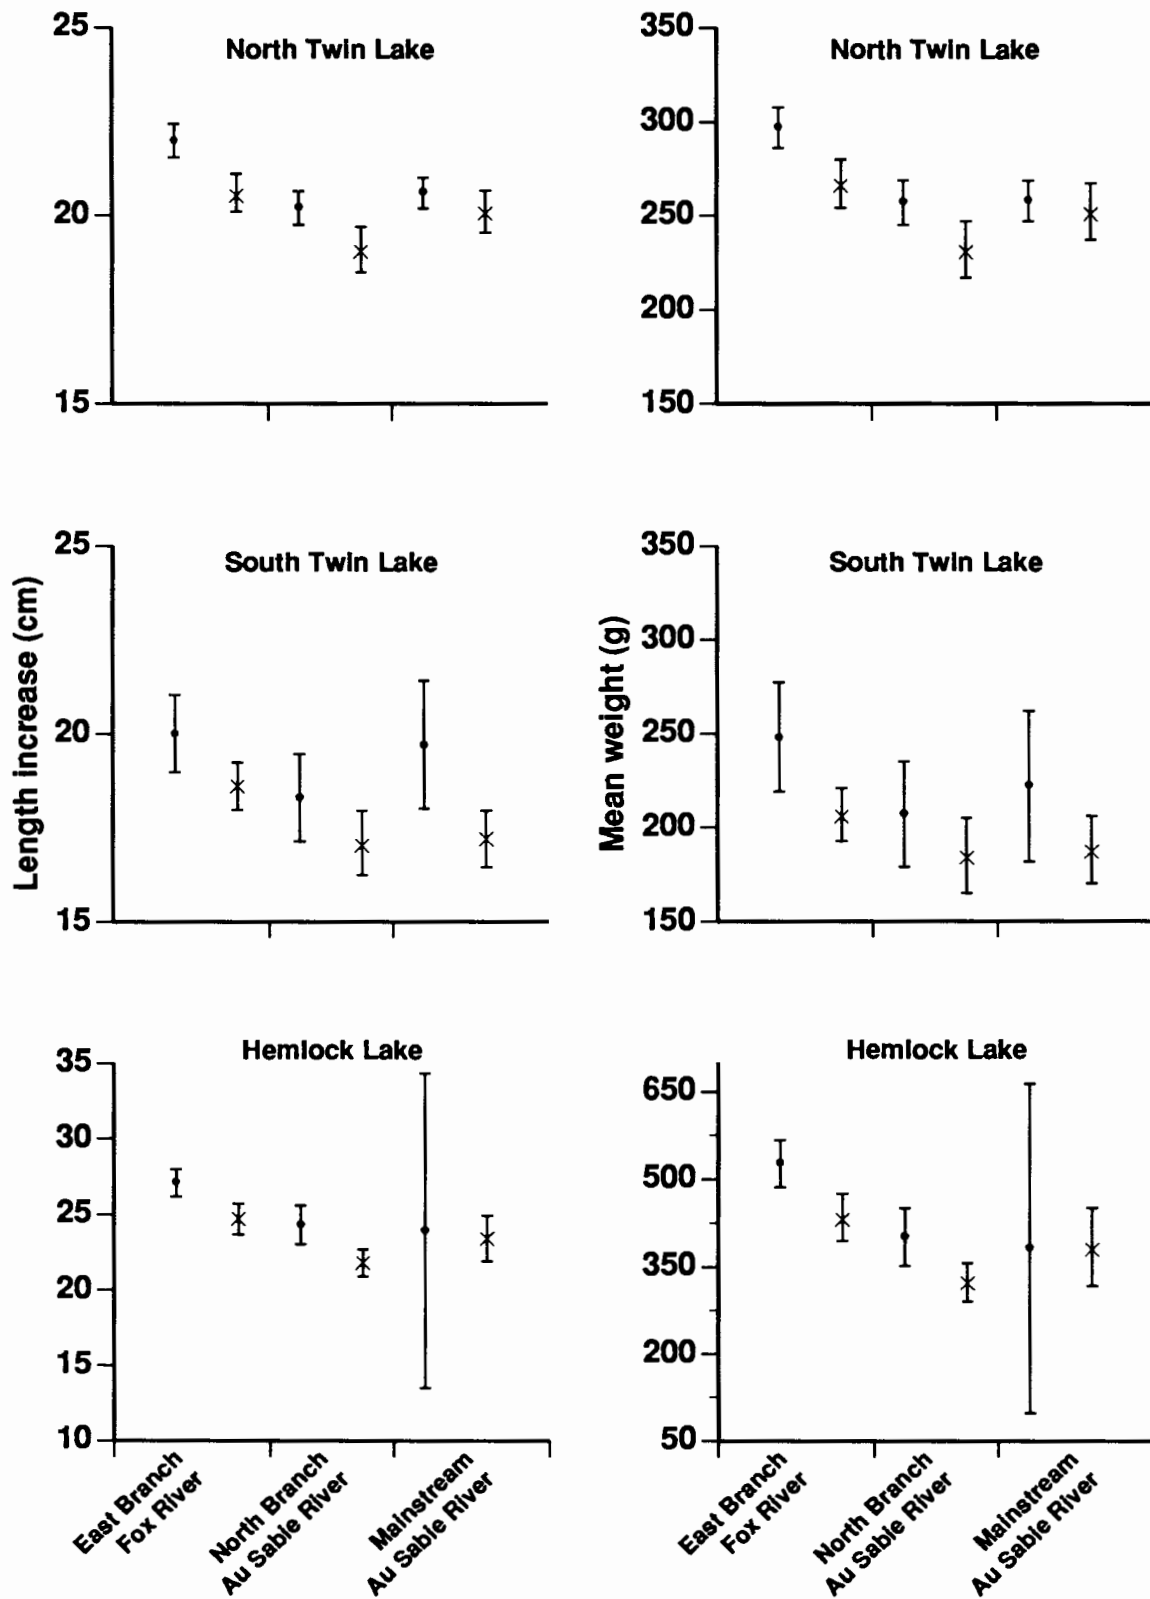 North Twin Lake
25
20
15
North Twin Lake
350
300
250
200
150
Length increase (cm)
South Twin Lake
25
20
15
Mean weight (g)
South Twin Lake
350
300
250
200
150
Hemlock Lake
35
30
25
20
15
10
East Branch
Fox River
North Branch
Au Sable River
Mainstream
Au Sable River
Hemlock Lake
650
500
350
200
50
East Branch
Fox River
North Branch
Au Sable River
Mainstream
Au Sable River